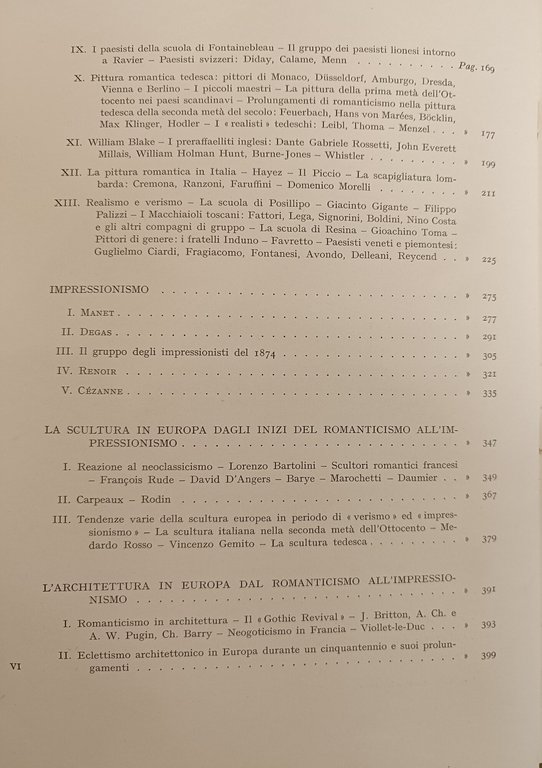 IX. I paesisti della scuola di Fontainebleau – Il gruppo dei paesisti lionesi intorno
a Ravier – Paesisti svizzeri: Diday, Calame, Menn . . . . . . . . . . Pag. 169
X. Pittura romantica tedesca: pittori di Monaco, Düsseldorf, Amburgo, Dresda,
Vienna e Berlino – I piccoli maestri – La pittura della prima metà dell'Ot-
tocento nei paesi scandinavi – Prolungamenti di romanticismo nella pittura
tedesca della seconda metà del secolo: Feuerbach, Hans von Marées, Böcklin,
Max Klinger, Hodler – I « realisti » tedeschi: Leibl, Thoma – Menzel . . . » 177
XI. William Blake – I preraffaelliti inglesi: Dante Gabriele Rossetti, John Everett
Millais, William Holman Hunt, Burne-Jones – Whistler . . . . . . . . » 199
XII. La pittura romantica in Italia – Hayez – Il Piccio – La scapigliatura lom-
barda: Cremona, Ranzoni, Faruffini – Domenico Morelli . . . . . . . . » 211
XIII. Realismo e verismo – La scuola di Posillipo – Giacinto Gigante – Filippo
Palizzi – I Macchiaioli toscani: Fattori, Lega, Signorini, Boldini, Nino Costa
e gli altri compagni di gruppo – La scuola di Resina – Gioachino Toma –
Pittori di genere: i fratelli Induno – Favretto – Paesisti veneti e piemontesi:
Guglielmo Ciardi, Fragiacomo, Fontanesi, Avondo, Delleani, Reycend . . » 225
IMPRESSIONISMO . . . . . . . . . . . . . . . . . . . . . . . » 275
I. Manet . . . . . . . . . . . . . . . . . . . . . . . . . . » 277
II. Degas . . . . . . . . . . . . . . . . . . . . . . . . . . » 291
III. Il gruppo degli impressionisti del 1874 . . . . . . . . . . . . . » 305
IV. Renoir . . . . . . . . . . . . . . . . . . . . . . . . . . » 321
V. Cézanne . . . . . . . . . . . . . . . . . . . . . . . . . . » 335
LA SCULTURA IN EUROPA DAGLI INIZI DEL ROMANTICISMO ALL'IM-
PRESSIONISMO . . . . . . . . . . . . . . . . . . . . . . » 347
I. Reazione al neoclassicismo – Lorenzo Bartolini – Scultori romantici francesi
– François Rude – David D'Angers – Barye – Marochetti – Daumier . . » 349
II. Carpeaux – Rodin . . . . . . . . . . . . . . . . . . . . . » 367
III. Tendenze varie della scultura europea in periodo di « verismo » ed « impres-
sionismo » – La scultura italiana nella seconda metà dell'Ottocento – Me-
dardo Rosso – Vincenzo Gemito – La scultura tedesca . . . . . . . . . » 379
L'ARCHITETTURA IN EUROPA DAL ROMANTICISMO ALL'IMPRESSIO-
NISMO . . . . . . . . . . . . . . . . . . . . . . . . . » 391
I. Romanticismo in architettura – Il « Gothic Revival » – J. Britton, A. Ch. e
A. W. Pugin, Ch. Barry – Neogoticismo in Francia – Viollet-le-Duc . . . » 393
II. Eclettismo architettonico in Europa durante un cinquantennio e suoi prolun-
gamenti . . . . . . . . . . . . . . . . . . . . . . . . . » 399
VI